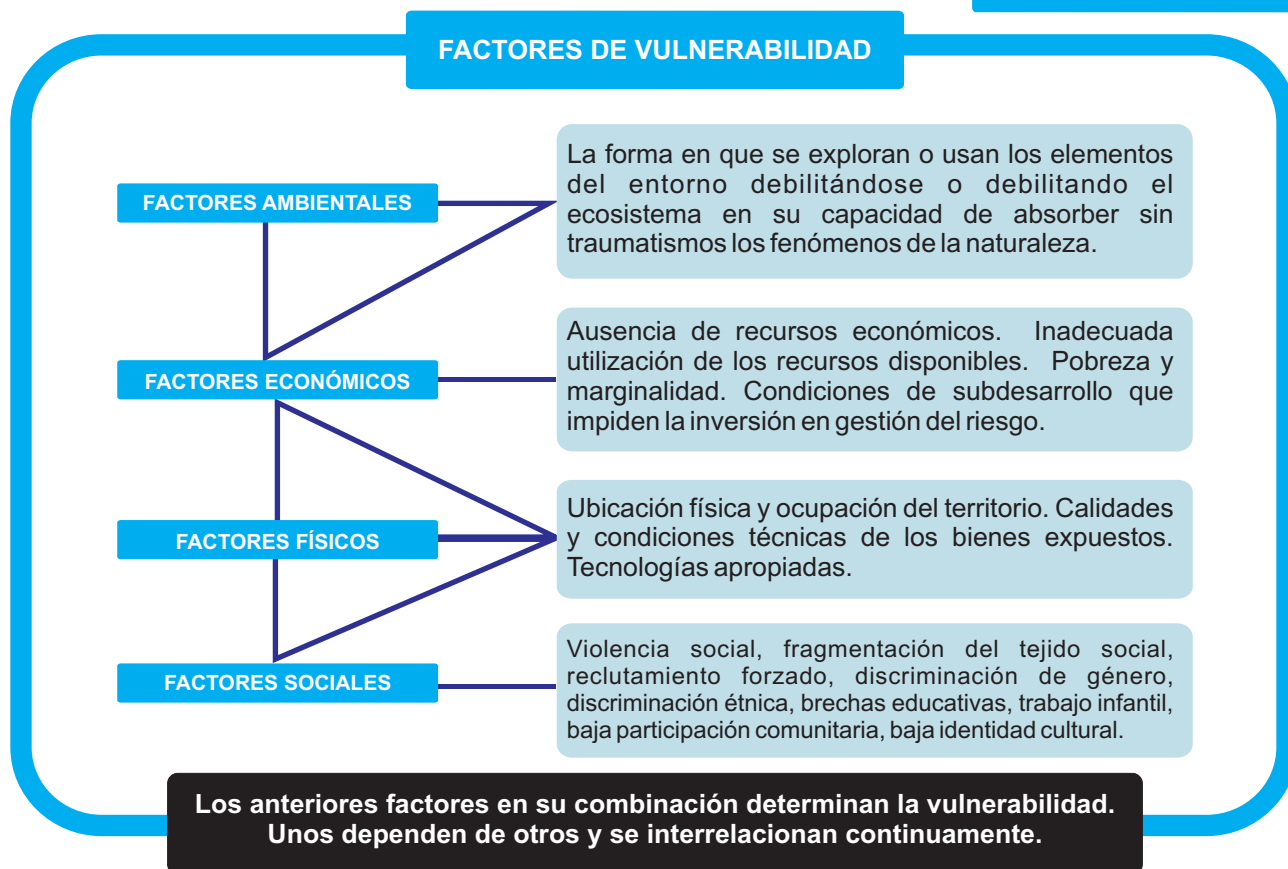 FACTORES DE VULNERABILIDAD
FACTORES AMBIENTALES
La forma en que se exploran o usan los elementos
del entorno debilitándose o debilitando el
ecosistema en su capacidad de absorber sin
traumatismos los fenómenos de la naturaleza.
FACTORES ECONÓMICOS
Ausencia de recursos económicos. Inadecuada
utilización de los recursos disponibles. Pobreza y
marginalidad. Condiciones de subdesarrollo que
impiden la inversión en gestión del riesgo.
FACTORES FÍSICOS
Ubicación física y ocupación del territorio. Calidades
y condiciones técnicas de los bienes expuestos.
Tecnologías apropiadas.
FACTORES SOCIALES
Violencia social, fragmentación del tejido social,
reclutamiento forzado, discriminación de género,
discriminación étnica, brechas educativas, trabajo infantil,
baja participación comunitaria, baja identidad cultural.
Los anteriores factores en su combinación determinan la vulnerabilidad.
Unos dependen de otros y se interrelacionan continuamente.